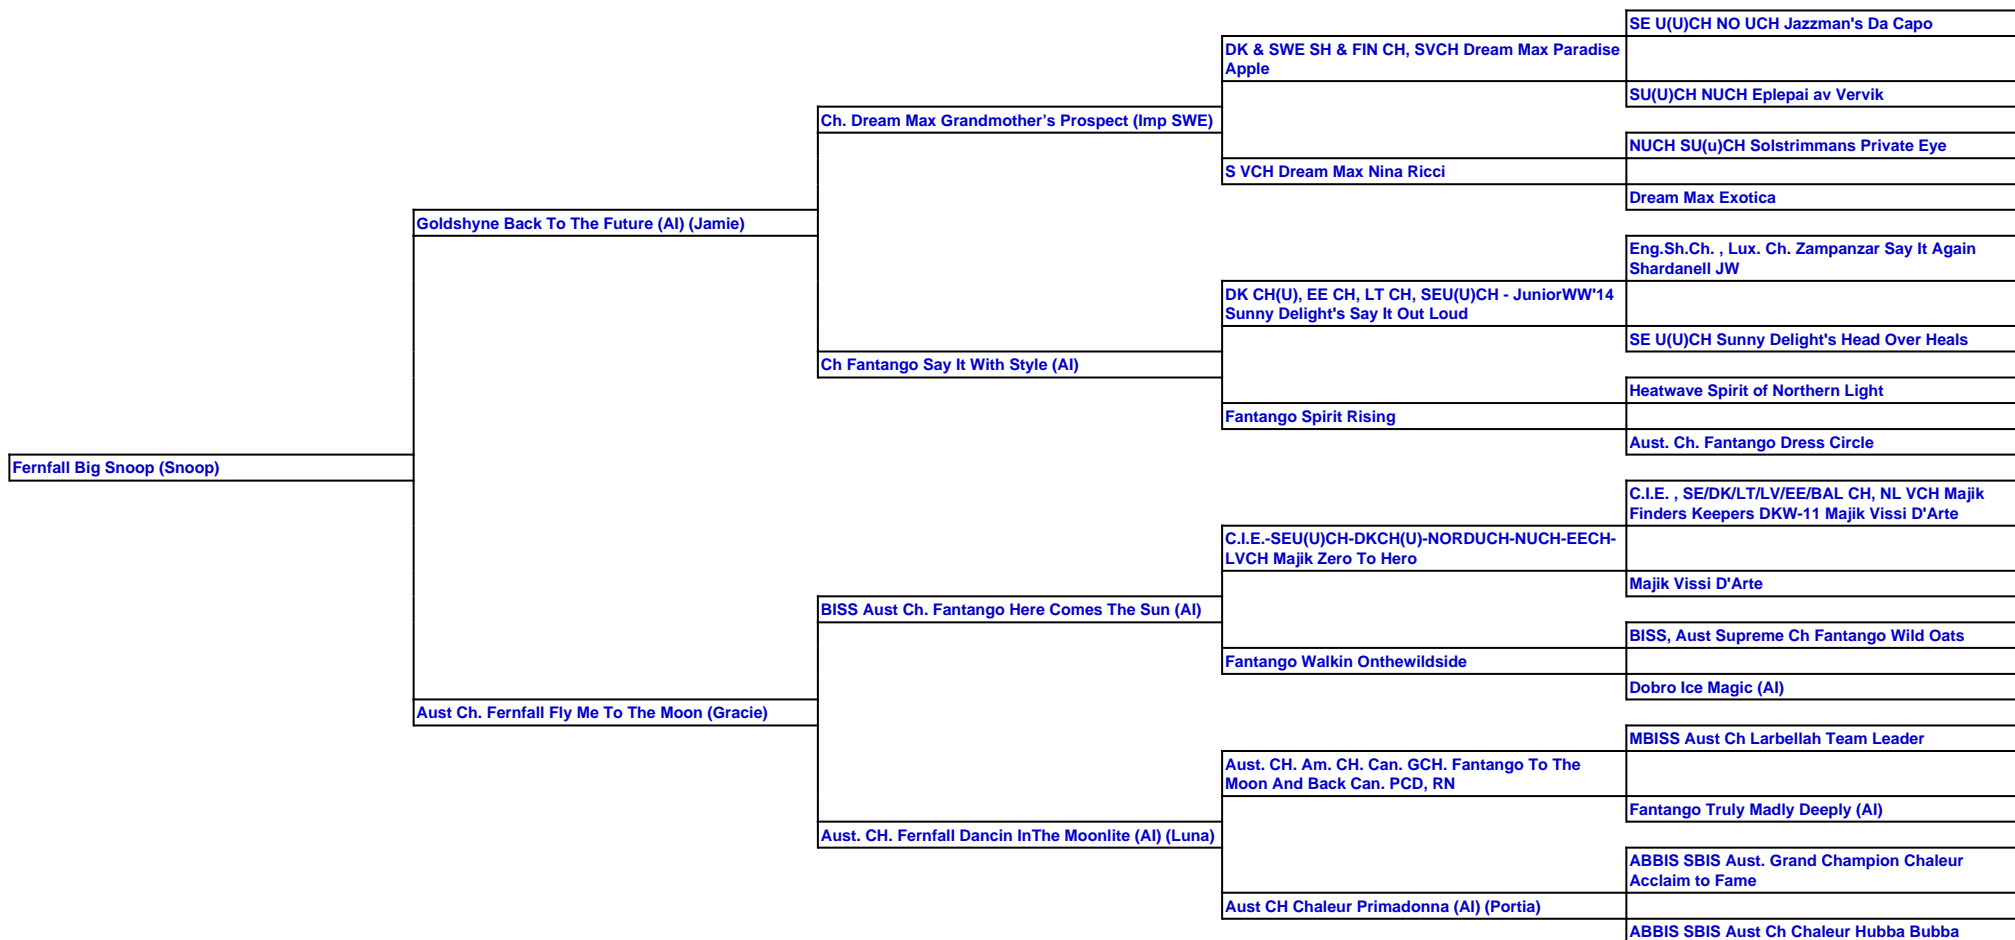 SE U(U)CH NO UCH Jazzman's Da Capo
DK & SWE SH & FIN CH, SVCH Dream Max Paradise
Apple
SU(U)CH NUCH Eplepai av Vervik
Ch. Dream Max Grandmother’s Prospect (Imp SWE)
NUCH SU(u)CH Solstrimmans Private Eye
S VCH Dream Max Nina Ricci
Dream Max Exotica
Goldshyne Back To The Future (AI) (Jamie)
Eng.Sh.Ch. , Lux. Ch. Zampanzar Say It Again
Shardanell JW
DK CH(U), EE CH, LT CH, SEU(U)CH - JuniorWW'14
Sunny Delight's Say It Out Loud
SE U(U)CH Sunny Delight's Head Over Heals
Ch Fantango Say It With Style (AI)
Heatwave Spirit of Northern Light
Fantango Spirit Rising
Aust. Ch. Fantango Dress Circle
Fernfall Big Snoop (Snoop)
C.I.E. , SE/DK/LT/LV/EE/BAL CH, NL VCH Majik
Finders Keepers DKW-11 Majik Vissi D'Arte
C.I.E.-SEU(U)CH-DKCH(U)-NORDUCH-NUCH-EECH-
LVCH Majik Zero To Hero
Majik Vissi D'Arte
BISS Aust Ch. Fantango Here Comes The Sun (AI)
BISS, Aust Supreme Ch Fantango Wild Oats
Fantango Walkin Onthewildside
Dobro Ice Magic (AI)
Aust Ch. Fernfall Fly Me To The Moon (Gracie)
MBISS Aust Ch Larbellah Team Leader
Aust. CH. Am. CH. Can. GCH. Fantango To The
Moon And Back Can. PCD, RN
Fantango Truly Madly Deeply (AI)
Aust. CH. Fernfall Dancin InThe Moonlite (AI) (Luna)
ABBIS SBIS Aust. Grand Champion Chaleur
Acclaim to Fame
Aust CH Chaleur Primadonna (AI) (Portia)
ABBIS SBIS Aust Ch Chaleur Hubba Bubba